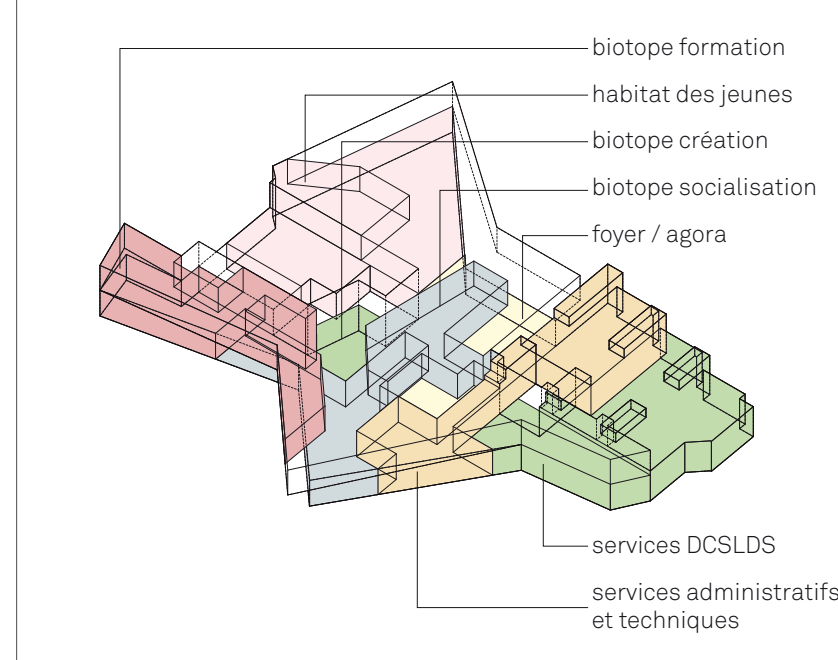 biotope formation
habitat des jeunes
biotope création
biotope socialisation
foyer / agora
services DCSLDS
services administratifs
et techniques